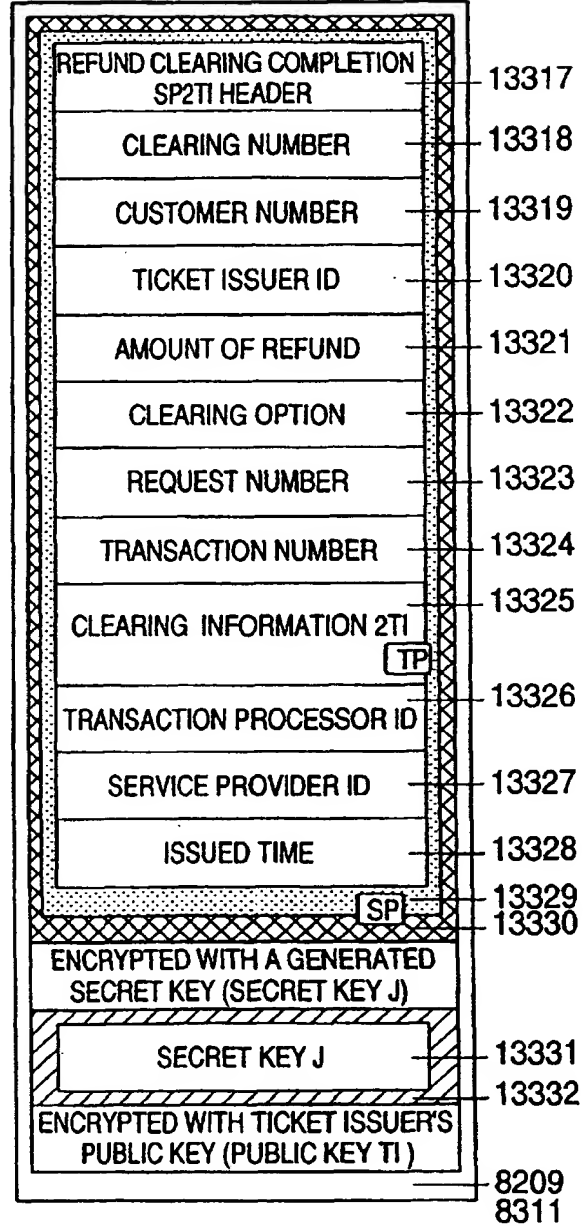 REFUND CLEARING COMPLETION
SP2TI HEADER
13317
CLEARING NUMBER
13318
CUSTOMER NUMBER
13319
TICKET ISSUER ID
13320
AMOUNT OF REFUND
13321
CLEARING OPTION
13322
REQUEST NUMBER
13323
TRANSACTION NUMBER
13324
13325
CLEARING INFORMATION 2TI
TP
13326
TRANSACTION PROCESSOR ID
SERVICE PROVIDER ID
13327
ISSUED TIME
13328
13329
SP
13330
ENCRYPTED WITH A GENERATED
SECRET KEY (SECRET KEY J)
SECRET KEY J
13331
13332
ENCRYPTED WITH TICKET ISSUER'S
PUBLIC KEY (PUBLIC KEY TI )
8209
8311